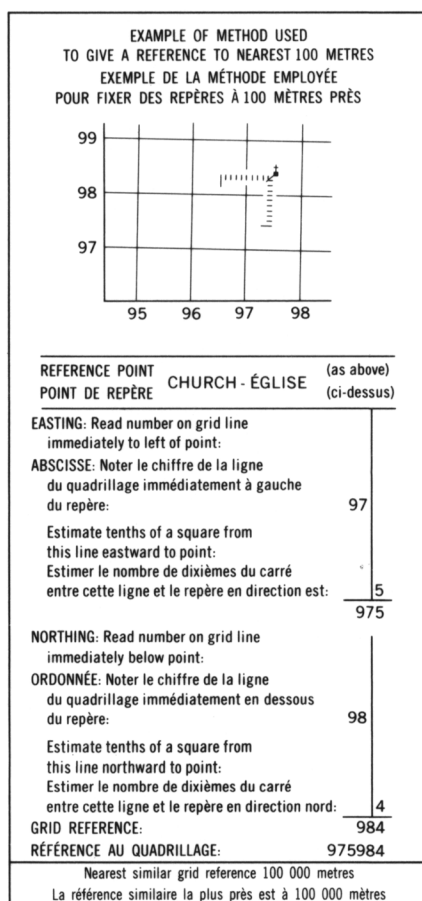 EXAMPLE OF METHOD USED
TO GIVE A REFERENCE TO NEAREST 100 METRES
EXEMPLE DE LA MÉTHODE EMPLOYÉE
POUR FIXER DES REPÈRES À 100 MÈTRES PRÈS
99
98
97
95 96 97 98
REFERENCE POINT
POINT DE REPÈRE
CHURCH - ÉGLISE
(as above)
(ci-dessus)
EASTING: Read number on grid line
immediately to left of point:
ABSCISSE: Noter le chiffre de la ligne
du quadrillage immédiatement à gauche
du repère: 97
Estimate tenths of a square from
this line eastward to point:
Estimer le nombre de dixièmes du carré
entre cette ligne et le repère en direction est: 5
975
NORTHING: Read number on grid line
immediately below point:
ORDONNÉE: Noter le chiffre de la ligne
du quadrillage immédiatement en dessous
du repère: 98
Estimate tenths of a square from
this line northward to point:
Estimer le nombre de dixièmes du carré
entre cette ligne et le repère en direction nord: 4
GRID REFERENCE: 984
RÉFÉRENCE AU QUADRILLAGE: 975984
Nearest similar grid reference 100 000 metres
La référence similaire la plus près est à 100 000 mètres